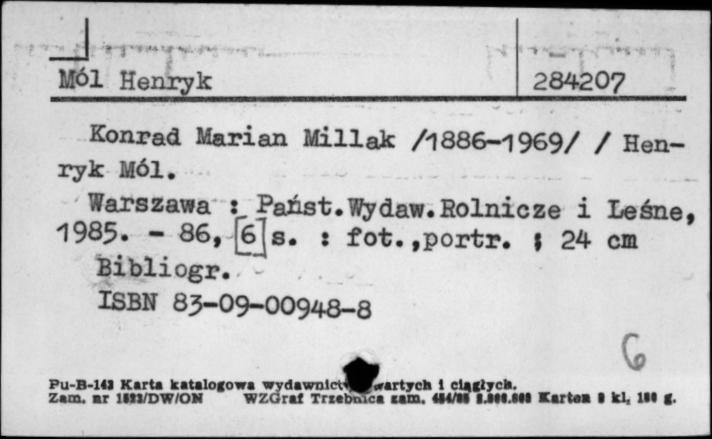 Mól Henryk 284207
Konrad Marian Millak /1886-1969/ / Hen-
ryk Mól.
Warszawa : Państ.Wydaw.Rolnicze i Leśne,
1985. - 86, [6] s. : fot.,portr. ; 24 cm
Bibliogr.
ISBN 83-09-00948-8
6
Pu-B-143 Karta katalogowa wydawnictw zwartych i ciągłych.
Zam. nr DW/ON WZGraf Trzebnica zam. Karton kl. g.